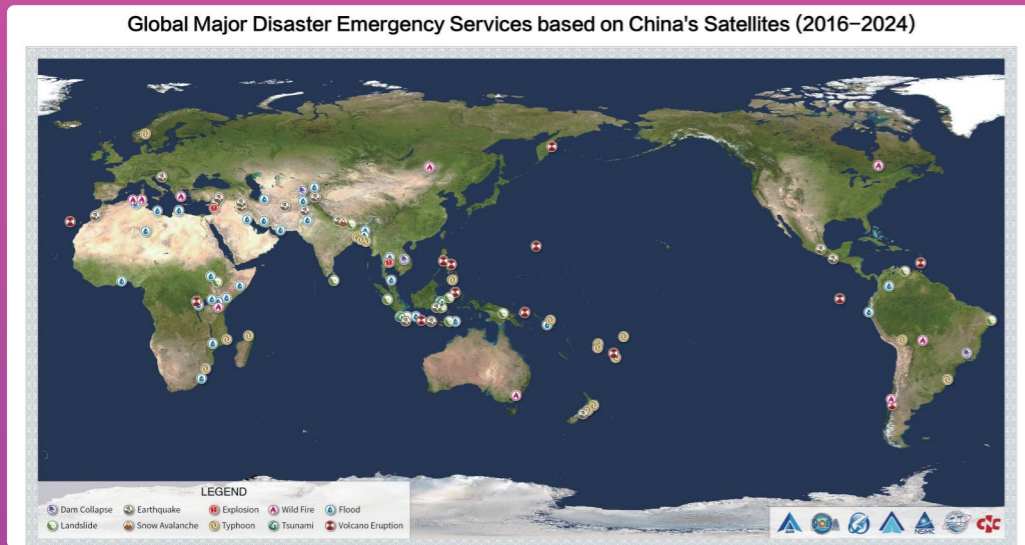 Global Major Disaster Emergency Services based on China's Satellites (2016–2024)
LEGEND
Dam Collapse Earthquake Explosion Wild Fire Flood
Landslide Snow Avalanche Typhoon Tsunami Volcano Eruption